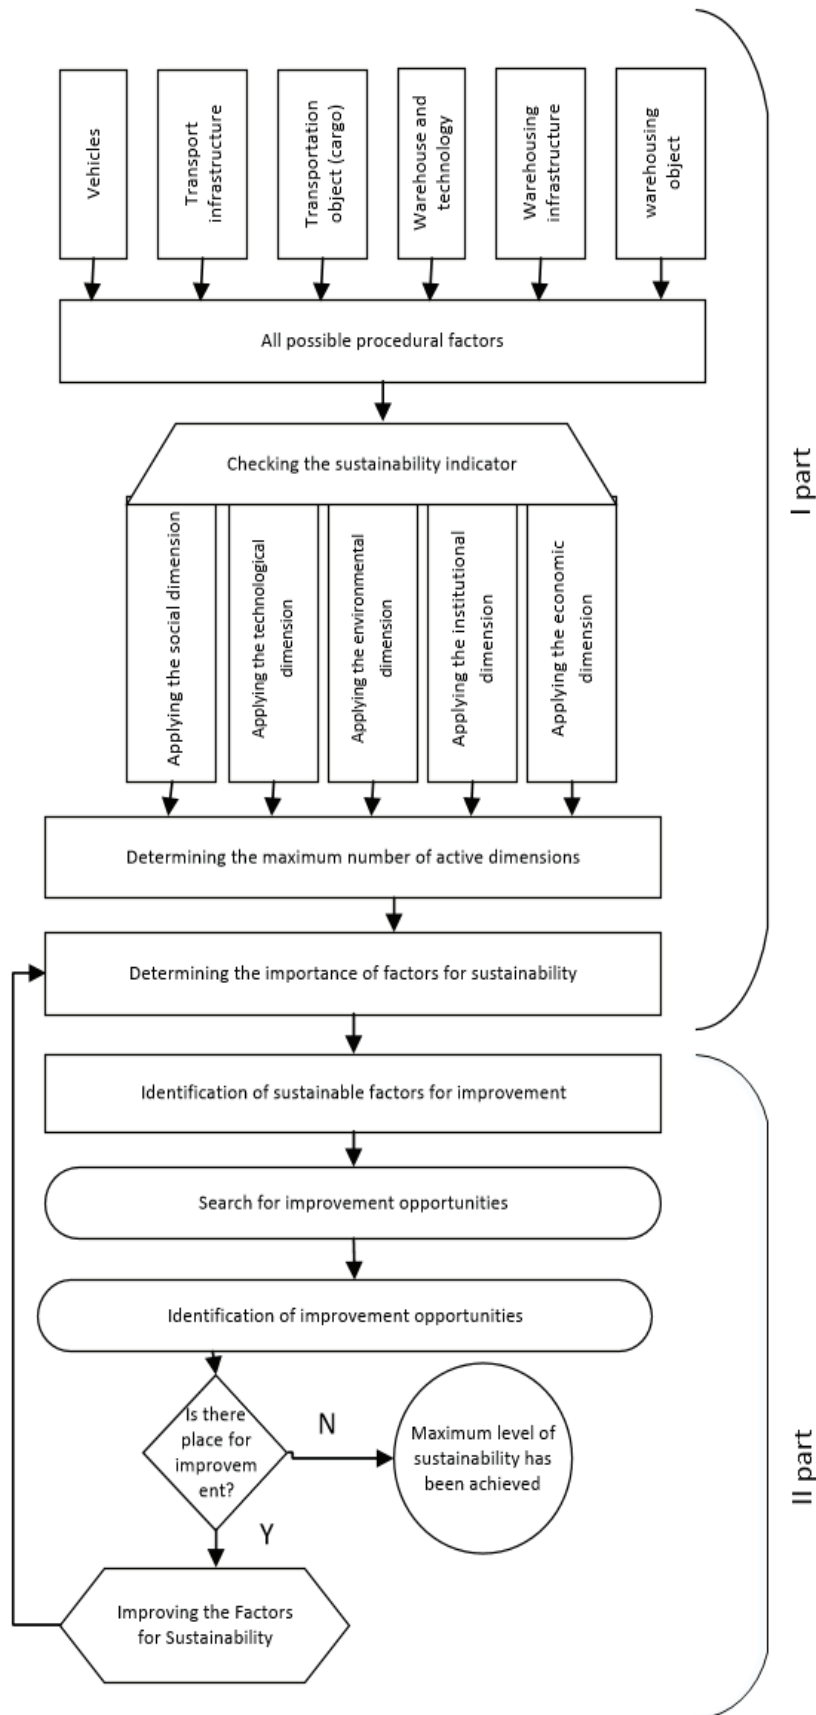 Vehicles
Transport
infrastructure
Transportation
object (cargo)
Warehouse and
technology
Warehousing
infrastructure
warehousing
object
All possible procedural factors
Checking the sustainability indicator
Applying the social dimension
Applying the technological
dimension
Applying the environmental
dimension
Applying the institutional
dimension
Applying the economic
dimension
Determining the maximum number of active dimensions
Determining the importance of factors for sustainability
I part
Identification of sustainable factors for improvement
Search for improvement opportunities
Identification of improvement opportunities
Is there
place for
improvem
ent?
N
Maximum level of
sustainability has
been achieved
Y
Improving the Factors
for Sustainability
II part